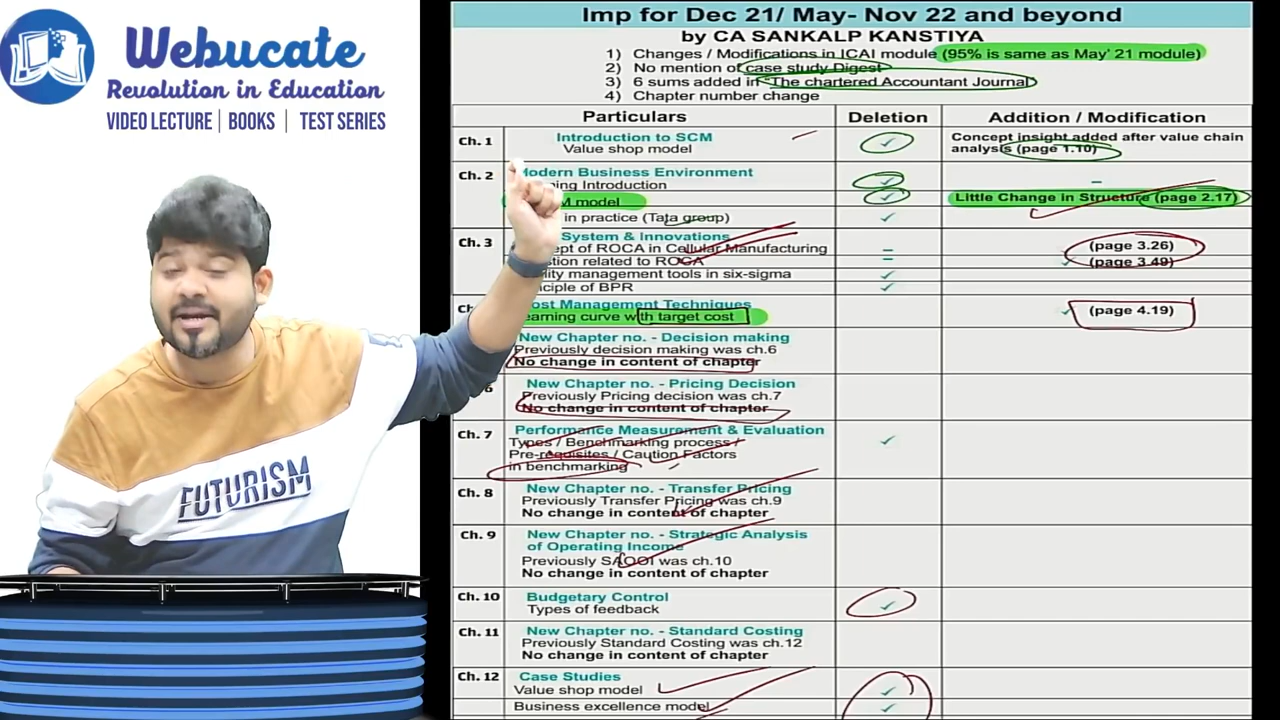 Webucate
Revolution in Education
VIDEO LECTURE | BOOKS | TEST SERIES
FUTURISM
Imp for Dec 21/ May- Nov 22 and beyond
by CA SANKALP KANSTIYA
1) Changes / Modifications in ICAI module (95% is same as May' 21 module)
2) No mention of case study Digest
3) 6 sums added in "The chartered Accountant Journal
4) Chapter number change
Particulars Deletion Addition / Modification
Ch. 1 Introduction to SCM
Value shop model ✓
Concept insight added after value chain
analysis (page 1.10)
Ch. 2 Modern Business Environment
Introduction ✓ –
M model ✓ Little Change in Structure (page 2.17)
in practice (Tata group) ✓
Ch. 3 System & Innovations
of ROCA in Cellular Manufacturing – (page 3.26)
related to ROCA – ✓ (page 3.49)
management tools in six-sigma ✓
of BPR ✓
Cost Management Techniques
Learning curve with target cost ✓ (page 4.19)
New Chapter no. - Decision making
Previously decision making was ch.6
No change in content of chapter
6 New Chapter no. - Pricing Decision
Previously Pricing decision was ch.7
No change in content of chapter
Ch. 7 Performance Measurement & Evaluation
Types / Benchmarking process / ✓
Pre-requisites / Caution Factors
in benchmarking
Ch. 8 New Chapter no. - Transfer Pricing
Previously Transfer Pricing was ch.9
No change in content of chapter
Ch. 9 New Chapter no. - Strategic Analysis
of Operating Income
Previously SAOOI was ch.10
No change in content of chapter
Ch. 10 Budgetary Control
Types of feedback ✓
Ch. 11 New Chapter no. - Standard Costing
Previously Standard Costing was ch.12
No change in content of chapter
Ch. 12 Case Studies
Value shop model ✓
Business excellence model ✓